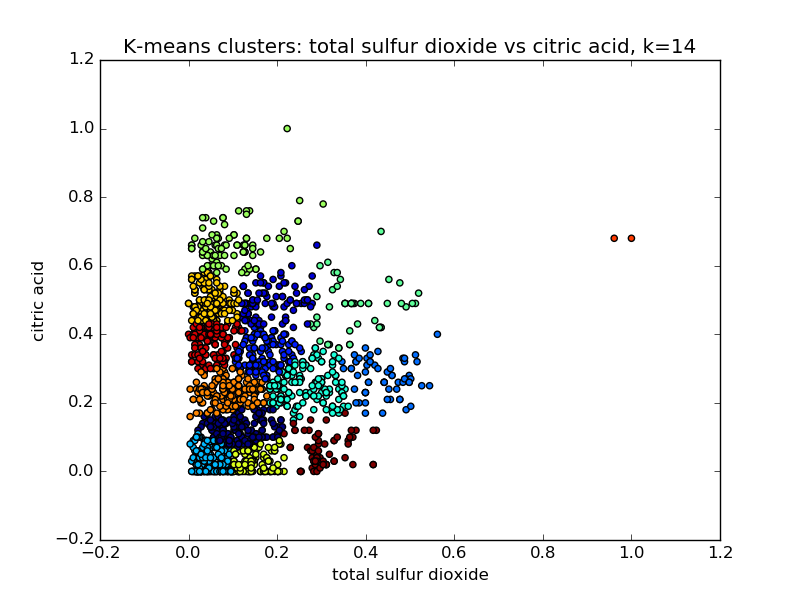 K-means clusters: total sulfur dioxide vs citric acid, k=14
1.2
1.0
0.8
0.6
0.4
0.2
0.0
−0.2
citric acid
−0.2 0.0 0.2 0.4 0.6 0.8 1.0 1.2
total sulfur dioxide